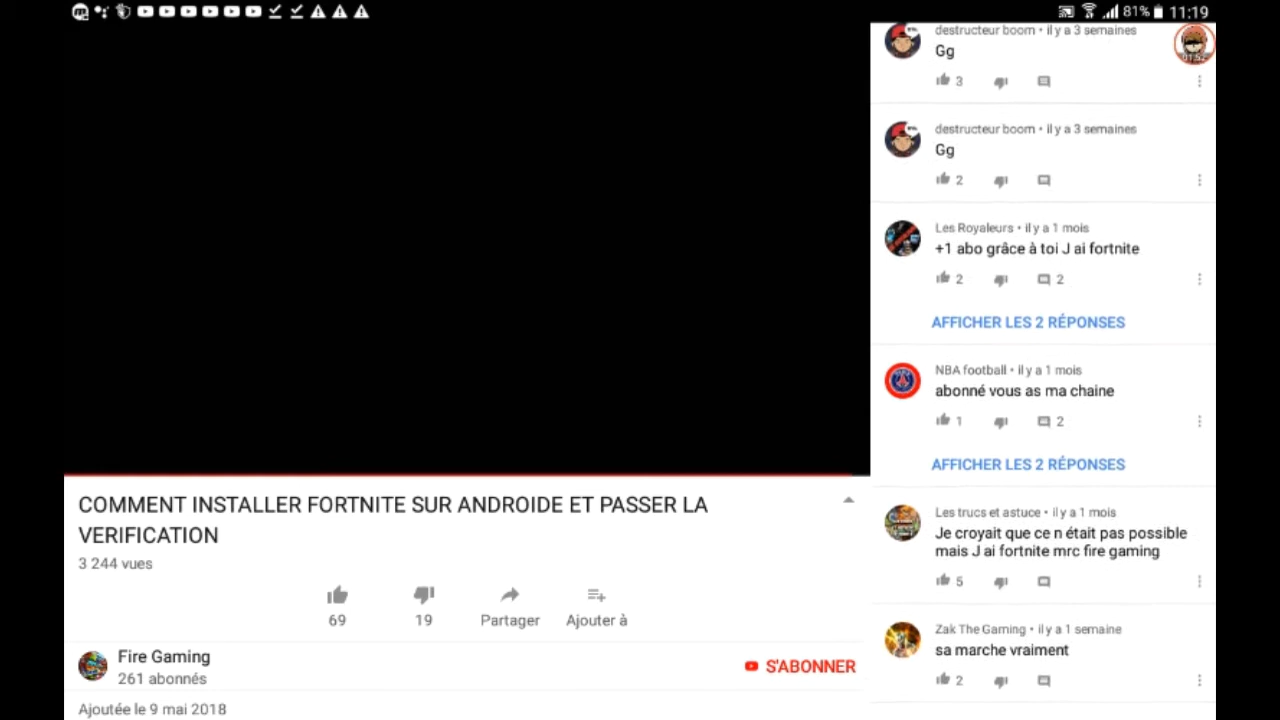 81% 11:19
destructeur boom • il y a 3 semaines
Gg
3
destructeur boom • il y a 3 semaines
Gg
2
Les Royaleurs • il y a 1 mois
+1 abo grâce à toi J ai fortnite
2 2
AFFICHER LES 2 RÉPONSES
NBA football • il y a 1 mois
abonné vous as ma chaine
1 2
AFFICHER LES 2 RÉPONSES
Les trucs et astuce • il y a 1 mois
Je croyait que ce n était pas possible
mais J ai fortnite mrc fire gaming
5
Zak The Gaming • il y a 1 semaine
sa marche vraiment
2
COMMENT INSTALLER FORTNITE SUR ANDROIDE ET PASSER LA
VERIFICATION
3 244 vues
69 19 Partager Ajouter à
Fire Gaming
261 abonnés
S'ABONNER
Ajoutée le 9 mai 2018